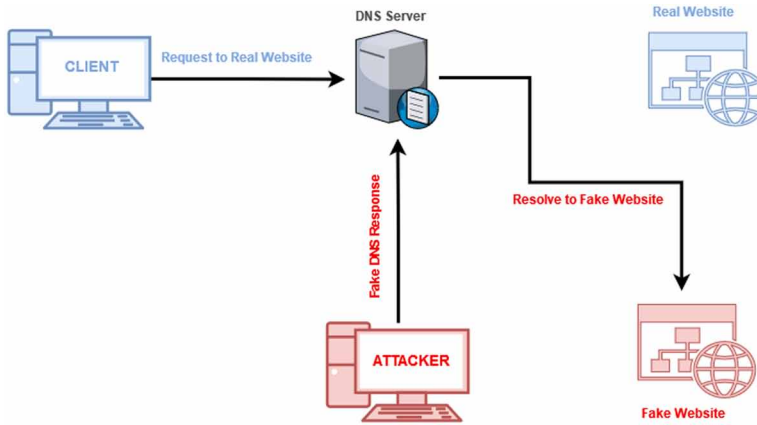 DNS Server
Real Website
CLIENT
Request to Real Website
Resolve to Fake Website
Fake DNS Response
ATTACKER
Fake Website